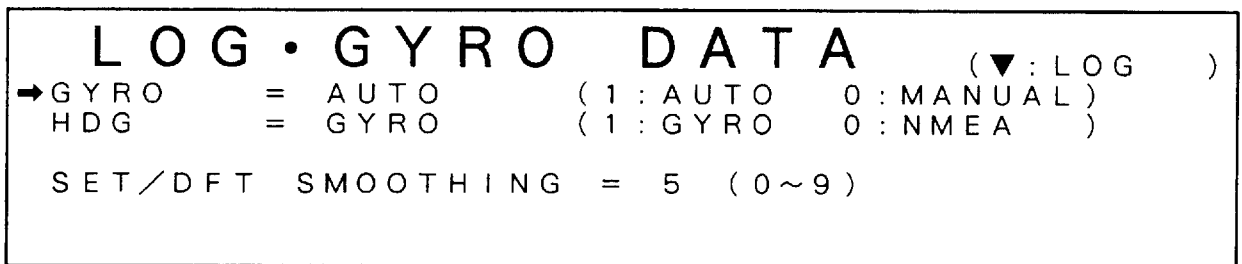 LOG・GYRO DATA (▼:LOG )
➡GYRO = AUTO (1:AUTO 0:MANUAL)
HDG = GYRO (1:GYRO 0:NMEA )
SET/DFT SMOOTHING = 5 (0~9)